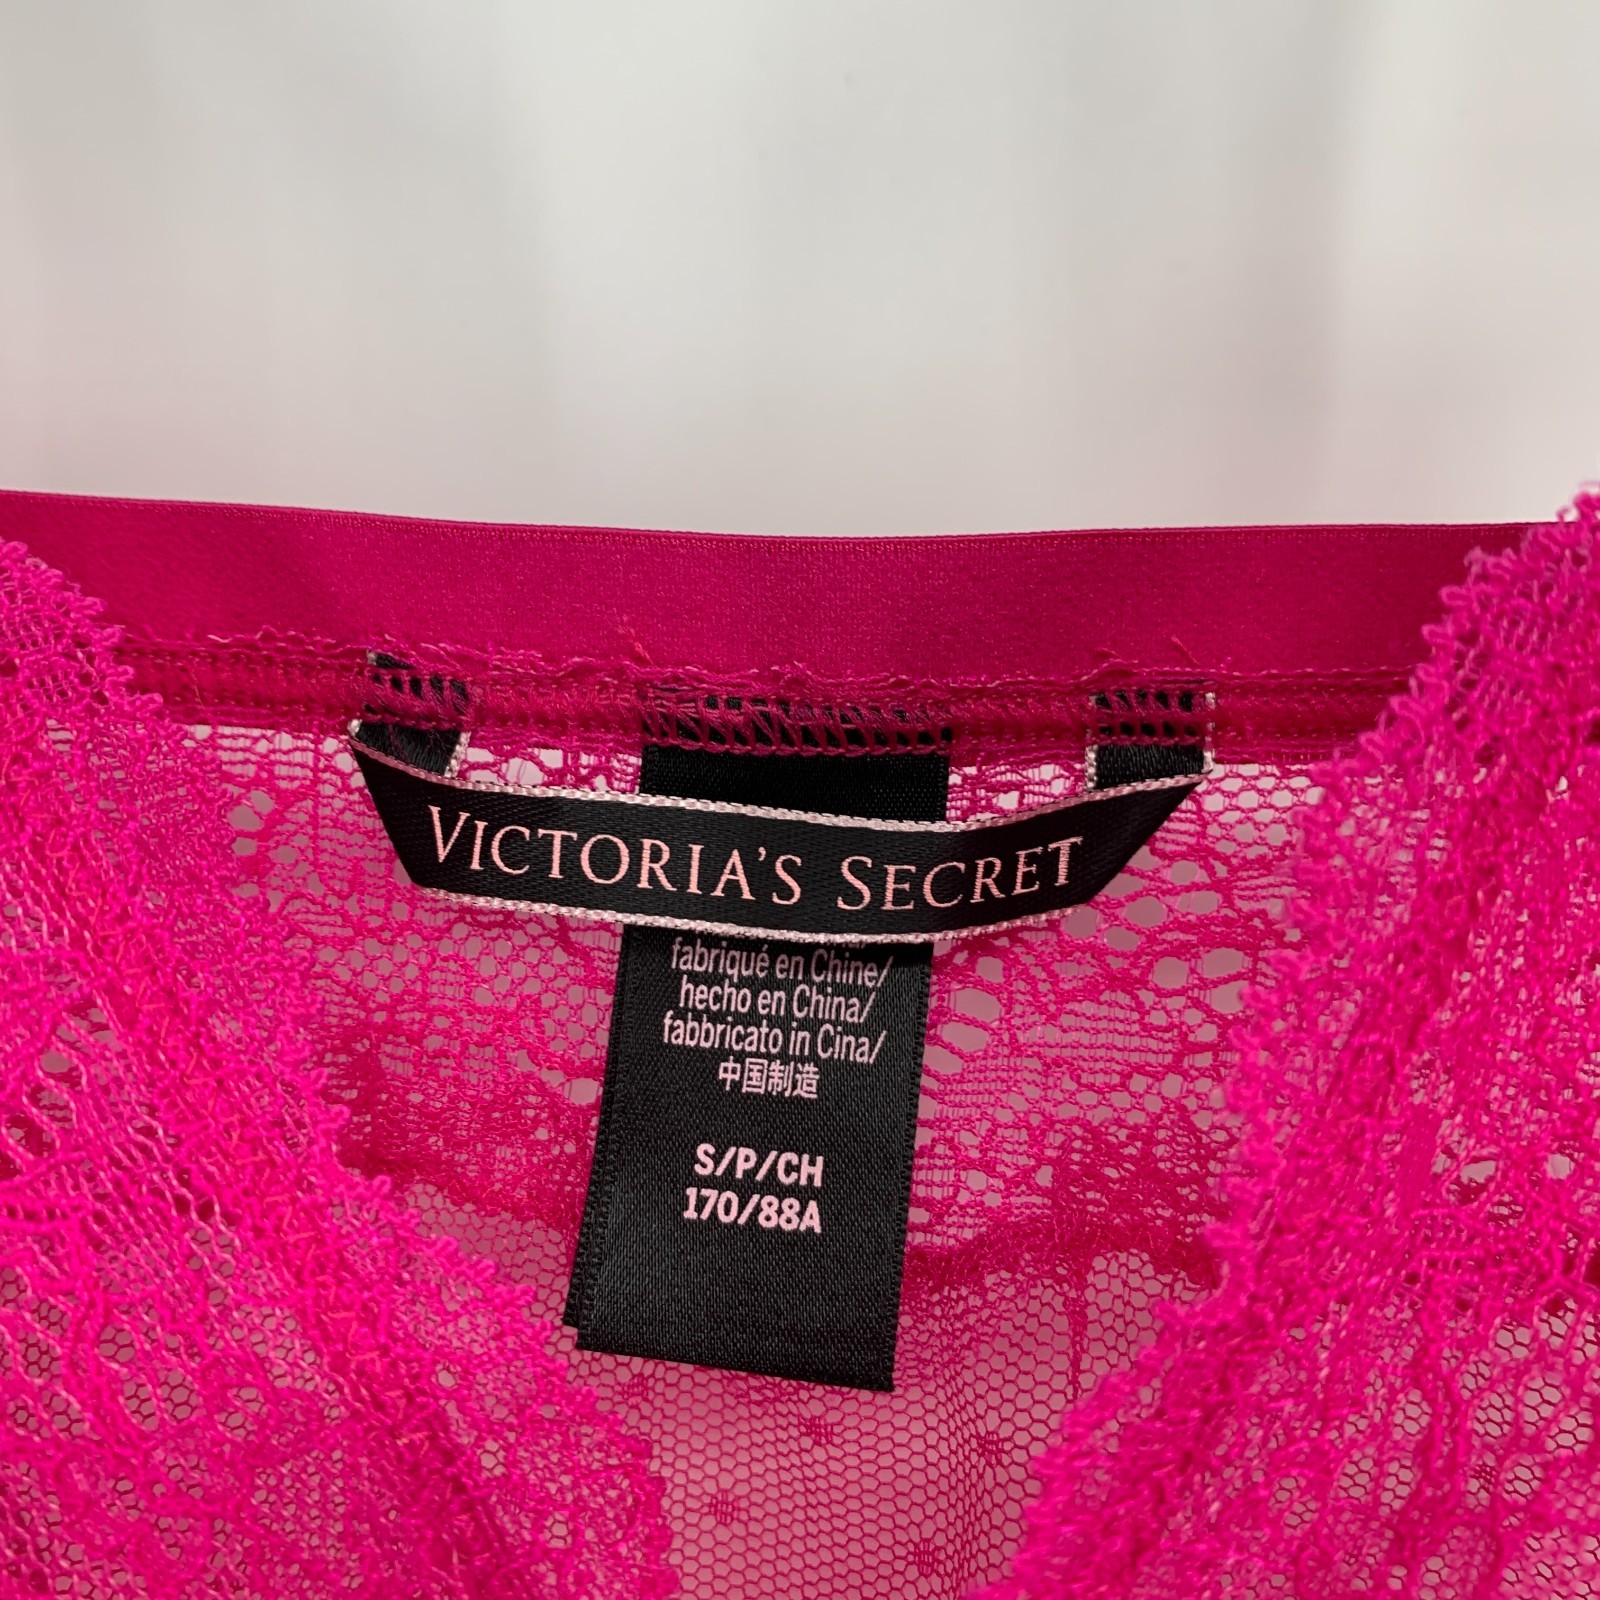 VICTORIA'S SECRET
fabriqué en Chine/
hecho en China/
fabbricato in Cina/
中国制造
S/P/CH
170/88A